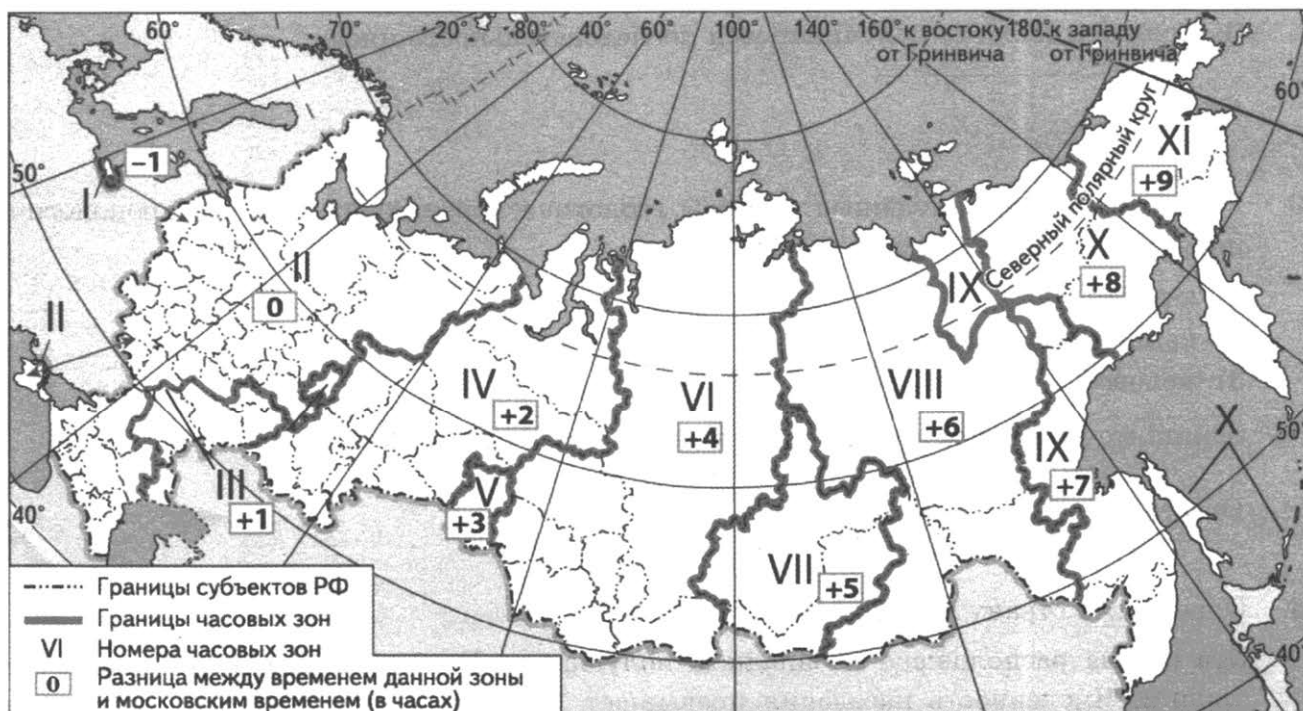 60° 70° 20° 80° 40° 60° 80° 100° 120° 140° 160° к востоку
от Гринвича
180° к западу
от Гринвича
60°
50°
Северный полярный круг
I
–1
II
0
II
III
+1
IV
+2
V
+3
VI
+4
VII
+5
VIII
+6
IX
IX
+7
X
+8
XI
+9
X
50°
40°
40°
Границы субъектов РФ
Границы часовых зон
VI Номера часовых зон
0 Разница между временем данной зоны
и московским временем (в часах)